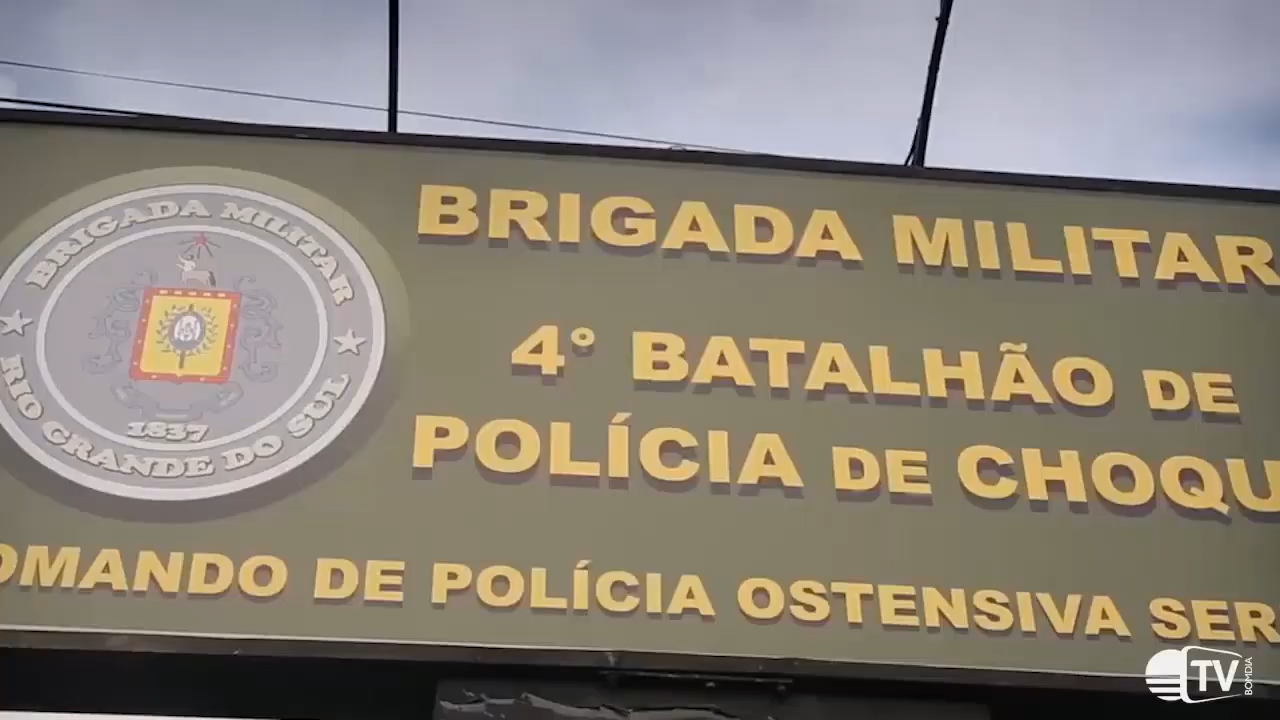 BRIGADA MILITAR
RIO GRANDE DO SUL
1837
BRIGADA MILITAR
4° BATALHÃO DE
POLÍCIA DE CHOQU
OMANDO DE POLÍCIA OSTENSIVA SER
TV
BOMDIA